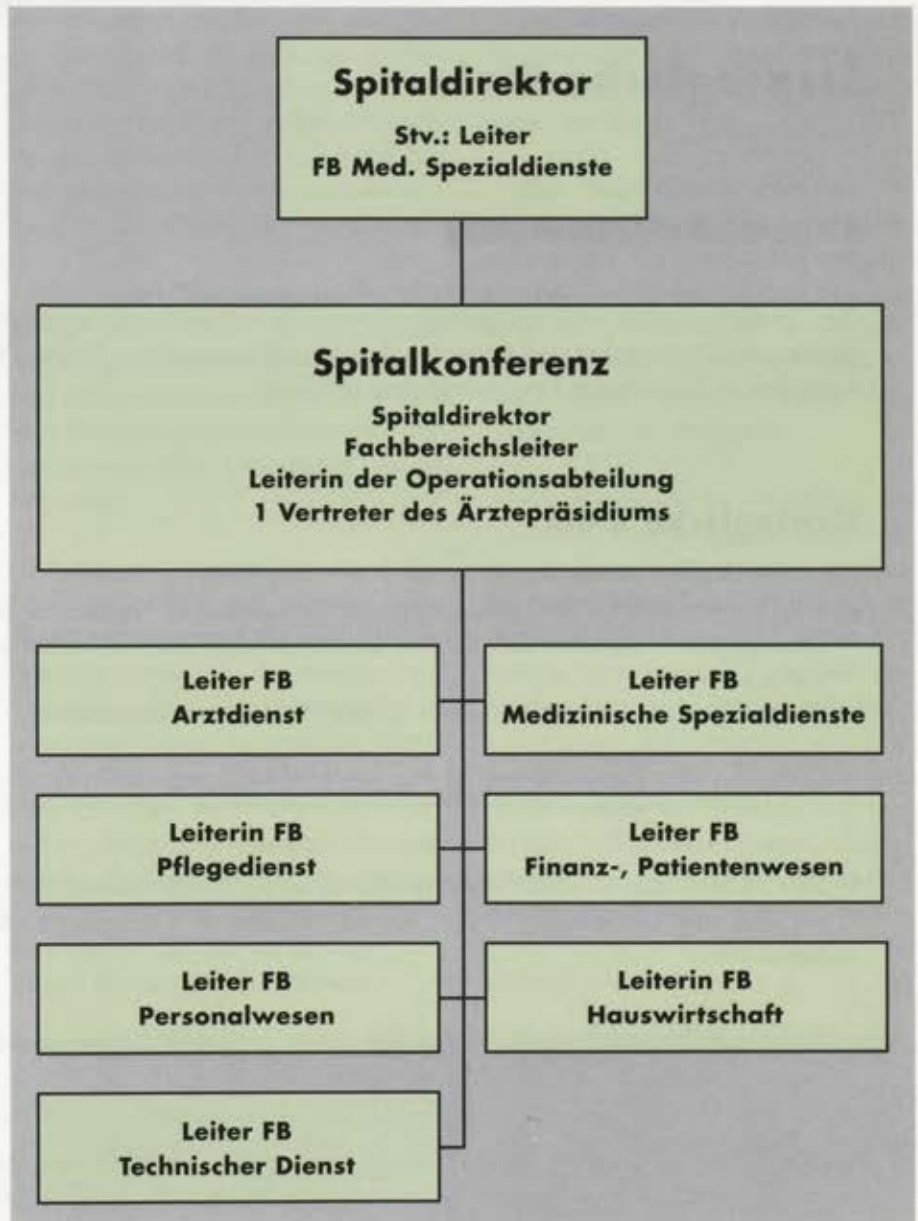 Spitaldirektor
Stv.: Leiter
FB Med. Spezialdienste
Spitalkonferenz
Spitaldirektor
Fachbereichsleiter
Leiterin der Operationsabteilung
1 Vertreter des Ärztepräsidiums
Leiter FB
Arztdienst
Leiter FB
Medizinische Spezialdienste
Leiterin FB
Pflegedienst
Leiter FB
Finanz-, Patientenwesen
Leiter FB
Personalwesen
Leiterin FB
Hauswirtschaft
Leiter FB
Technischer Dienst